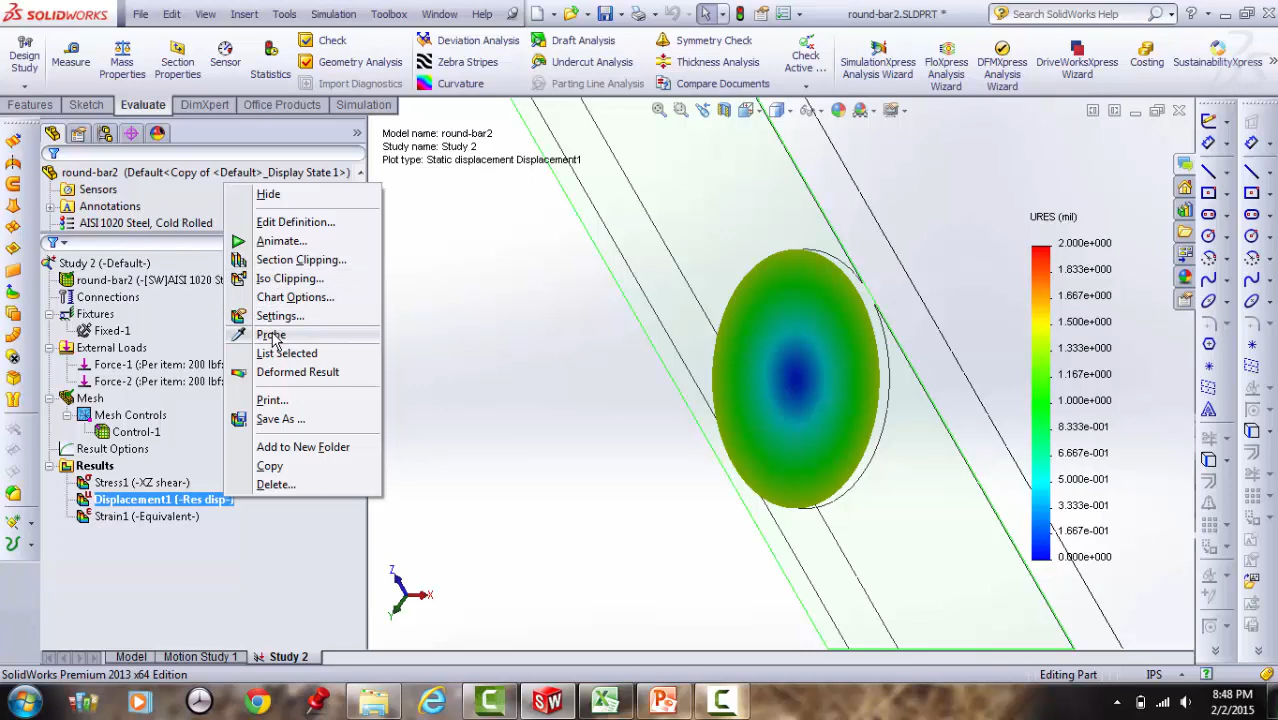 SOLIDWORKS File Edit View Insert Tools Toolbox Simulation Window Help round-bar2.SLDPRT * Search SolidWorks Help
Design Study
Measure
Mass Properties
Section Properties
Sensor
Statistics
Check
Geometry Analysis
Import Diagnostics
Deviation Analysis
Zebra Stripes
Curvature
Draft Analysis
Undercut Analysis
Parting Line Analysis
Symmetry Check
Thickness Analysis
Compare Documents
Check Active ...
SimulationXpress Analysis Wizard
FloXpress Analysis Wizard
DFMXpress Analysis Wizard
DriveWorksXpress Wizard
Costing
SustainabilityXpress
Features Sketch Evaluate DimXpert Office Products Simulation
round-bar2 (Default<Copy of <Default>_Display State 1>)
Sensors
Annotations
AISI 1020 Steel, Cold Rolled
Study 2 (-Default-)
round-bar2 (-[SW]AISI 1020 St
Connections
Fixtures
Fixed-1
External Loads
Force-1 (:Per item: 200 lbf:
Force-2 (:Per item: 200 lbf:
Mesh
Mesh Controls
Control-1
Result Options
Results
Stress1 (-XZ shear-)
Displacement1 (-Res disp-)
Strain1 (-Equivalent-)
Hide
Edit Definition...
Animate...
Section Clipping...
Iso Clipping...
Chart Options...
Settings...
Probe
List Selected
Deformed Result
Print...
Save As ...
Add to New Folder
Copy
Delete...
Model name: round-bar2
Study name: Study 2
Plot type: Static displacement Displacement1
URES (mil)
2.000e+000
1.833e+000
1.667e+000
1.500e+000
1.333e+000
1.167e+000
1.000e+000
8.333e-001
6.667e-001
5.000e-001
3.333e-001
1.667e-001
0.000e+000
Z
X
Y
Model Motion Study 1 Study 2
SolidWorks Premium 2013 x64 Edition Editing Part IPS
8:48 PM
2/2/2015